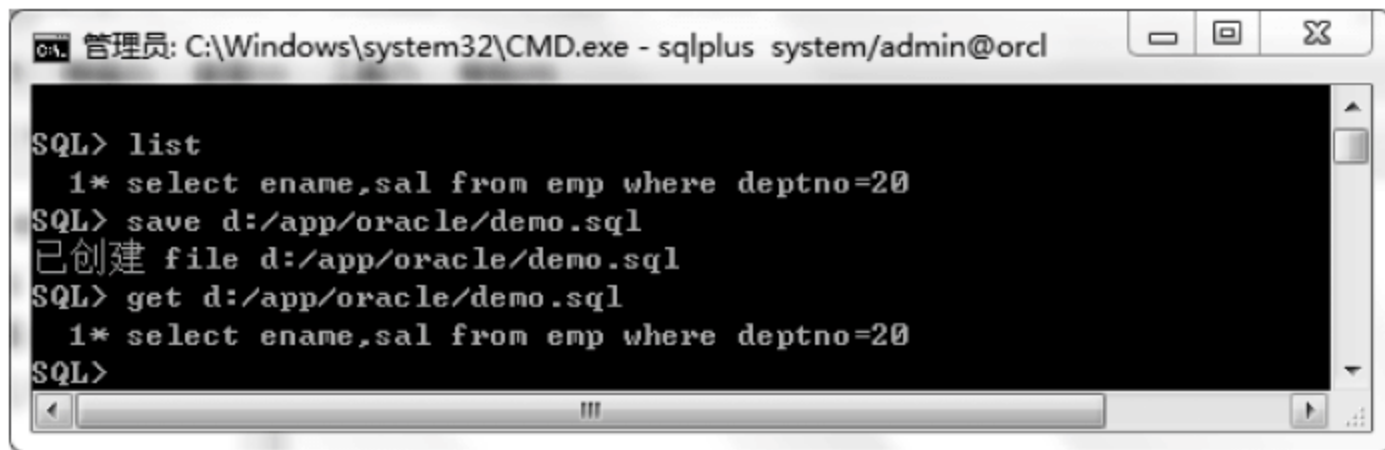 管理员: C:\Windows\system32\CMD.exe - sqlplus  system/admin@orcl
SQL> list
  1* select ename,sal from emp where deptno=20
SQL> save d:/app/oracle/demo.sql
已创建 file d:/app/oracle/demo.sql
SQL> get d:/app/oracle/demo.sql
  1* select ename,sal from emp where deptno=20
SQL>